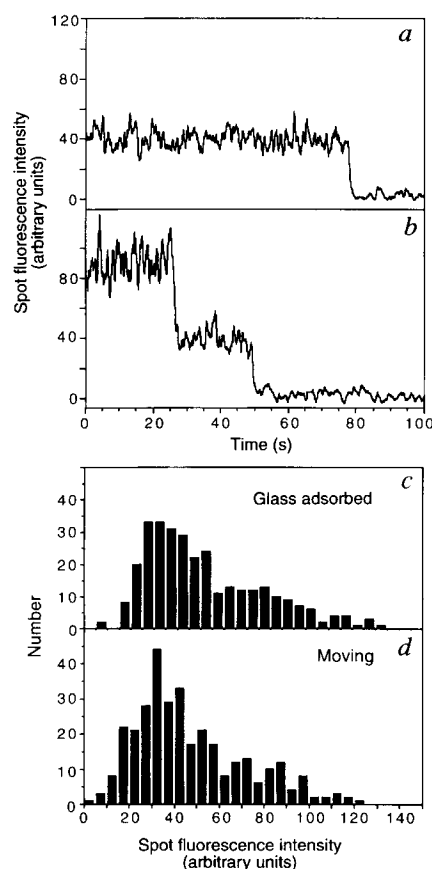 a
120
80
40
0
b
80
40
0
Spot fluorescence intensity
(arbitrary units)
0 20 40 60 80 100
Time (s)
c
Glass adsorbed
40
30
20
10
0
d
Moving
40
30
20
10
0
Number
0 20 40 60 80 100 120 140
Spot fluorescence intensity
(arbitrary units)